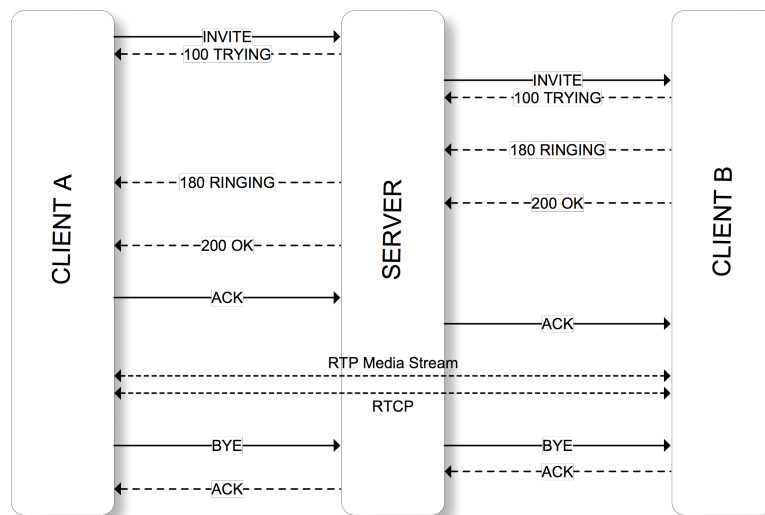 INVITE
100 TRYING
INVITE
100 TRYING
180 RINGING
180 RINGING
200 OK
200 OK
CLIENT A
SERVER
CLIENT B
ACK
ACK
RTP Media Stream
RTCP
BYE
BYE
ACK
ACK